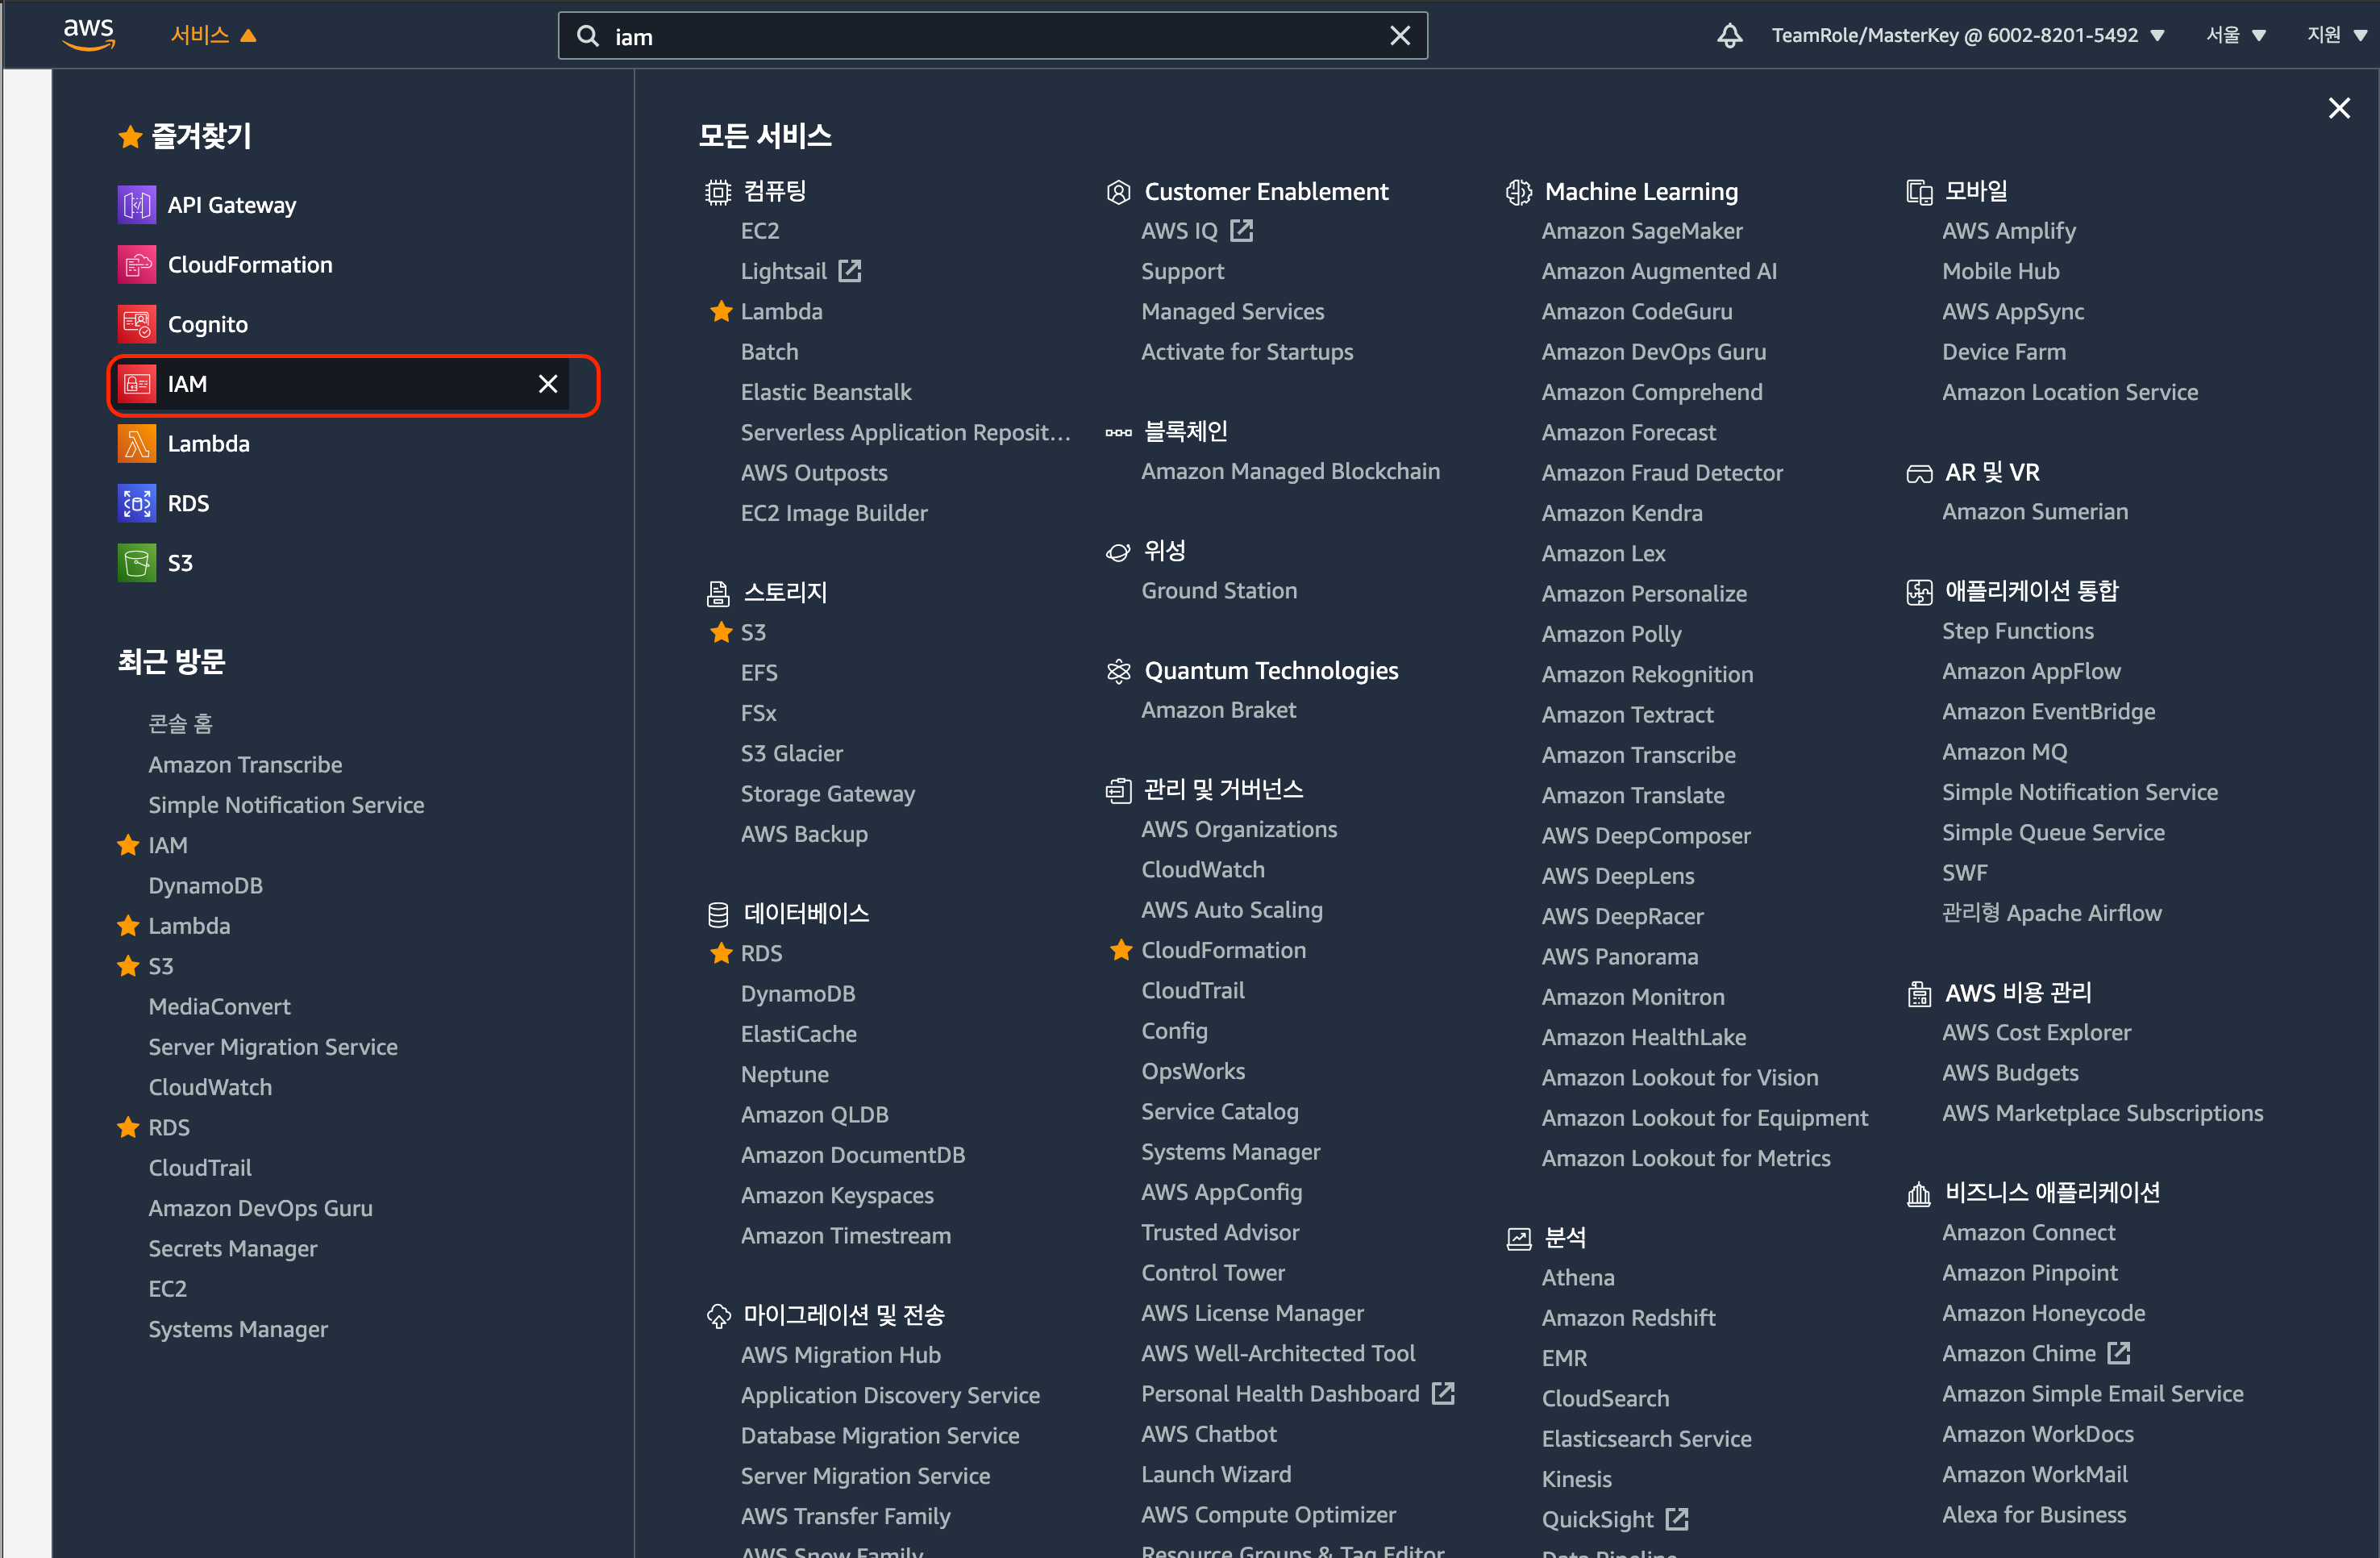 aws
서비스
iam
TeamRole/MasterKey @ 6002-8201-5492
서울
지원
즐겨찾기
API Gateway
CloudFormation
Cognito
IAM
Lambda
RDS
S3
최근 방문
콘솔 홈
Amazon Transcribe
Simple Notification Service
IAM
DynamoDB
Lambda
S3
MediaConvert
Server Migration Service
CloudWatch
RDS
CloudTrail
Amazon DevOps Guru
Secrets Manager
EC2
Systems Manager
모든 서비스
컴퓨팅
EC2
Lightsail
Lambda
Batch
Elastic Beanstalk
Serverless Application Reposit...
AWS Outposts
EC2 Image Builder
스토리지
S3
EFS
FSx
S3 Glacier
Storage Gateway
AWS Backup
데이터베이스
RDS
DynamoDB
ElastiCache
Neptune
Amazon QLDB
Amazon DocumentDB
Amazon Keyspaces
Amazon Timestream
마이그레이션 및 전송
AWS Migration Hub
Application Discovery Service
Database Migration Service
Server Migration Service
AWS Transfer Family
AWS Snow Family
Customer Enablement
AWS IQ
Support
Managed Services
Activate for Startups
블록체인
Amazon Managed Blockchain
위성
Ground Station
Quantum Technologies
Amazon Braket
관리 및 거버넌스
AWS Organizations
CloudWatch
AWS Auto Scaling
CloudFormation
CloudTrail
Config
OpsWorks
Service Catalog
Systems Manager
AWS AppConfig
Trusted Advisor
Control Tower
AWS License Manager
AWS Well-Architected Tool
Personal Health Dashboard
AWS Chatbot
Launch Wizard
AWS Compute Optimizer
Resource Groups & Tag Editor
Machine Learning
Amazon SageMaker
Amazon Augmented AI
Amazon CodeGuru
Amazon DevOps Guru
Amazon Comprehend
Amazon Forecast
Amazon Fraud Detector
Amazon Kendra
Amazon Lex
Amazon Personalize
Amazon Polly
Amazon Rekognition
Amazon Textract
Amazon Transcribe
Amazon Translate
AWS DeepComposer
AWS DeepLens
AWS DeepRacer
AWS Panorama
Amazon Monitron
Amazon HealthLake
Amazon Lookout for Vision
Amazon Lookout for Equipment
Amazon Lookout for Metrics
분석
Athena
Amazon Redshift
EMR
CloudSearch
Elasticsearch Service
Kinesis
QuickSight
Data Pipeline
모바일
AWS Amplify
Mobile Hub
AWS AppSync
Device Farm
Amazon Location Service
AR 및 VR
Amazon Sumerian
애플리케이션 통합
Step Functions
Amazon AppFlow
Amazon EventBridge
Amazon MQ
Simple Notification Service
Simple Queue Service
SWF
관리형 Apache Airflow
AWS 비용 관리
AWS Cost Explorer
AWS Budgets
AWS Marketplace Subscriptions
비즈니스 애플리케이션
Amazon Connect
Amazon Pinpoint
Amazon Honeycode
Amazon Chime
Amazon Simple Email Service
Amazon WorkDocs
Amazon WorkMail
Alexa for Business